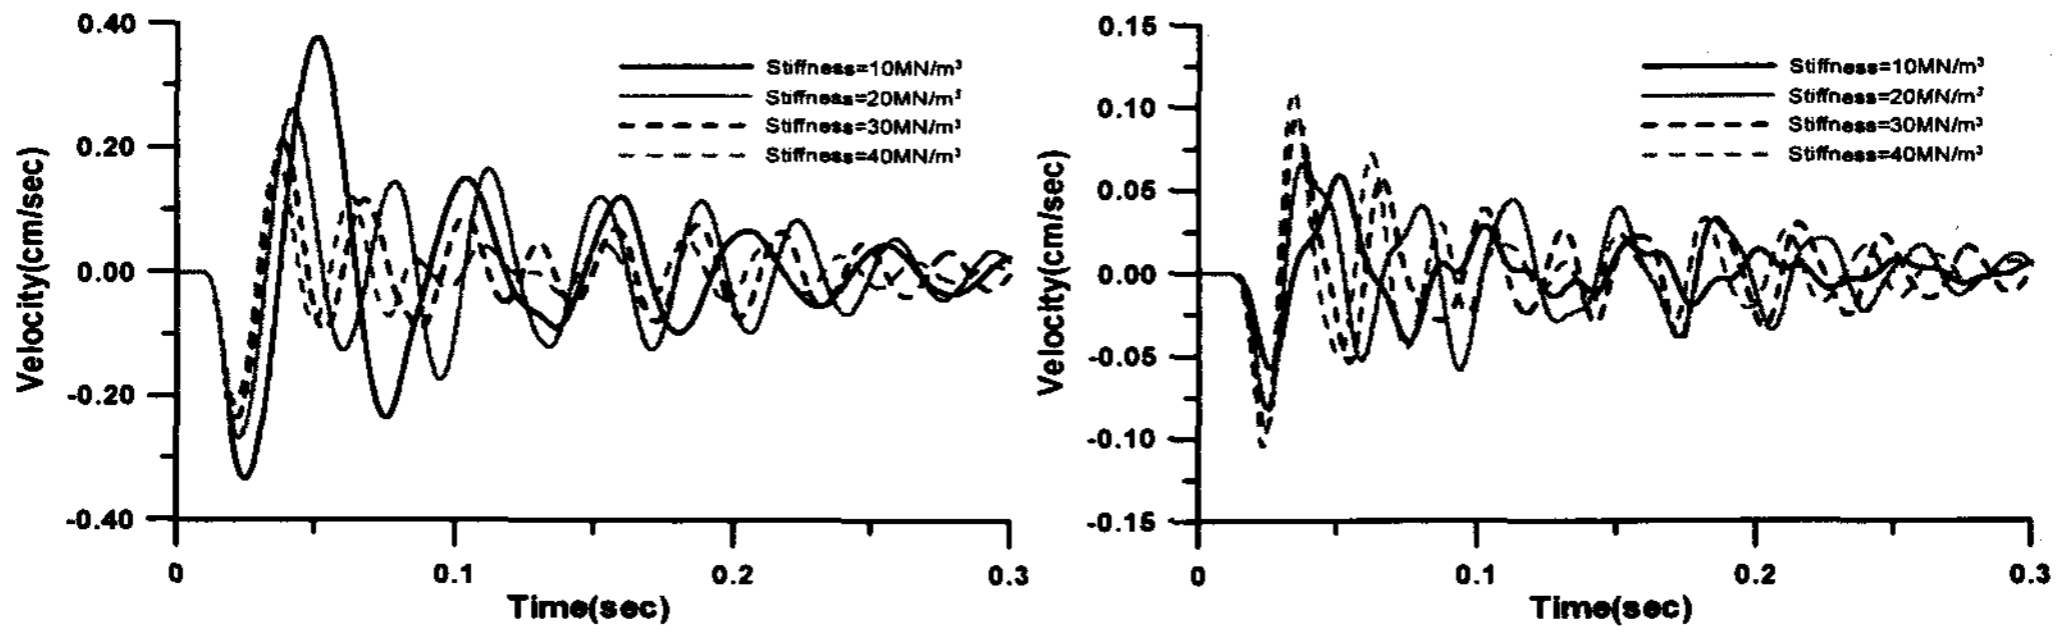 0.40
0.20
0.00
-0.20
-0.40
Velocity(cm/sec)
Stiffness=10MN/m³
Stiffness=20MN/m³
Stiffness=30MN/m³
Stiffness=40MN/m³
0 0.1 0.2 0.3
Time(sec)
0.15
0.10
0.05
0.00
-0.05
-0.10
-0.15
Velocity(cm/sec)
Stiffness=10MN/m³
Stiffness=20MN/m³
Stiffness=30MN/m³
Stiffness=40MN/m³
0 0.1 0.2 0.3
Time(sec)